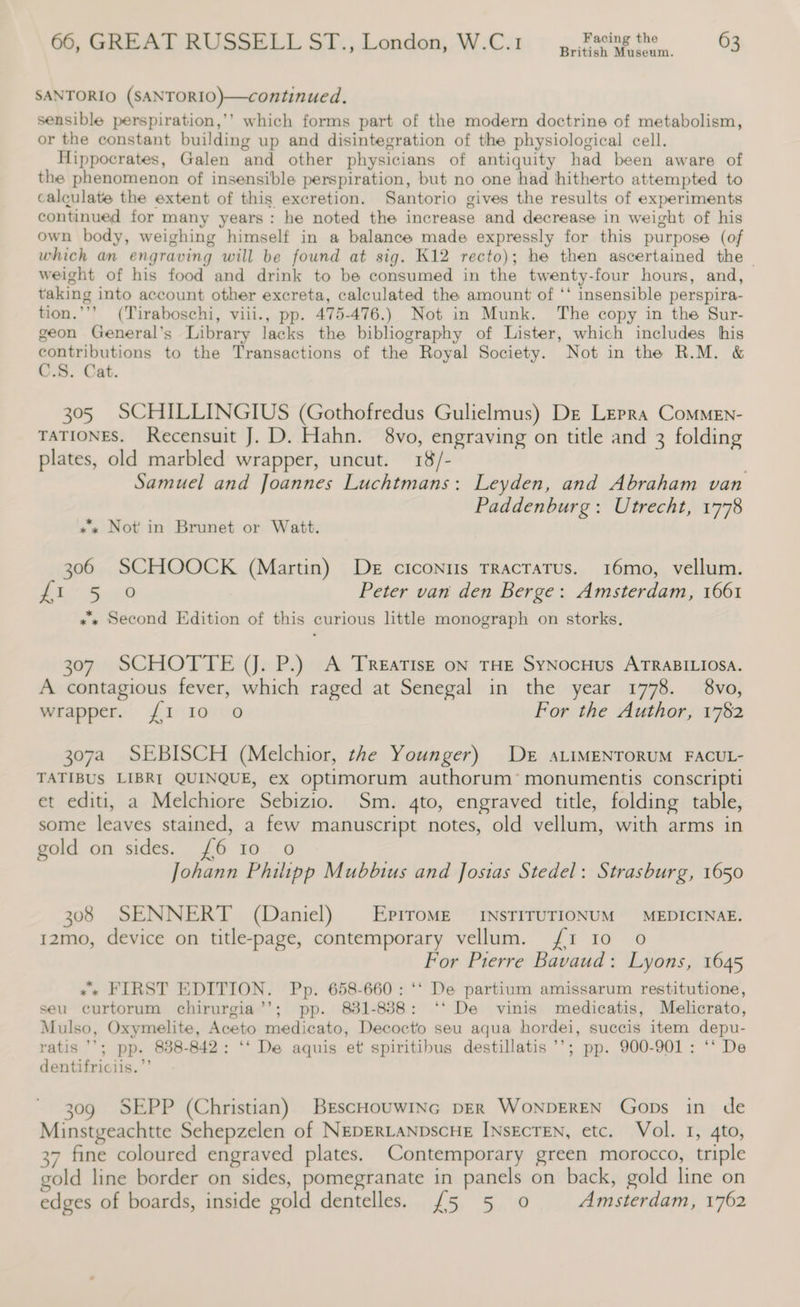 66, GREAT RUSSELL ST., London, W.C.1 Facing the British Museum. 63
SANTORIO (SANTORIO)—continued.
sensible perspiration,’’ which forms part of the modern doctrine of metabolism,
or the constant building up and disintegration of the physiological cell.
Hippocrates, Galen and other physicians of antiquity had been aware of
the phenomenon of insensible perspiration, but no one had hitherto attempted to
calculate the extent of this excretion. Santorio gives the results of experiments
continued for many years : he noted the increase and decrease in weight of his
own body, weighing himself in a balance made expressly for this purpose (of
which an engraving will be found at sig. K12 recto); he then ascertained the
weight of his food and drink to be consumed in the twenty-four hours, and,
taking into account other excreta, calculated the amount of ‘‘ insensible perspira-
tion.’’’ (Tiraboschi, viii., pp. 475-476.) Not in Munk. The copy in the Sur-
geon General’s Library lacks the bibliography of Lister, which includes his
contributions to the Transactions of the Royal Society. Not in the R.M. &
C.S. Cat.
305 SCHILLINGIUS (Gothofredus Gulielmus) De Lepra Commen-
tationes. Recensuit J. D. Hahn. 8vo, engraving on title and 3 folding
plates, old marbled wrapper, uncut. 18/-
Samuel and Joannes Luchtmans : Leyden, and Abraham van
Paddenburg : Utrecht, 1778
⁂ Not in Brunet or Watt.
306 SCHOOCK (Martin) De ciconiis tractatus. 16mo, vellum.
£1 5 0 Peter van den Berge : Amsterdam, 1661
⁂ Second Edition of this curious little monograph on storks.
307 SCHOTTE (J. P.) A Treatise on the Synochus Atrabiliosa.
A contagious fever, which raged at Senegal in the year 1778. 8vo,
wrapper. £1 10 0 For the Author, 1782
307a SEBISCH (Melchior, the Younger) De alimentorum facul-
tatibus libri quinque, ex optimorum authorum monumentis conscripti
et editi, a Melchiore Sebizio. Sm. 4to, engraved title, folding table,
some leaves stained, a few manuscript notes, old vellum, with arms in
gold on sides. £6 10 0
Johann Philipp Mubbius and Josias Stedel : Strasburg, 1650
308 SENNERT (Daniel) Epitome institutionum medicinae.
12mo, device on title-page, contemporary vellum. £1 10 0
For Pierre Bavaud : Lyons, 1645
⁂ FIRST EDITION. Pp. 658-660 : ‘‘ De partium amissarum restitutione,
seu curtorum chirurgia ’’; pp. 831-838 : ‘‘ De vinis medicatis, Melicrato,
Mulso, Oxymelite, Aceto medicato, Decocto seu aqua hordei, succis item depu-
ratis ’’; pp. 838-842 : ‘‘ De aquis et spiritibus destillatis ’’; pp. 900-901 : ‘‘ De
dentifriciis.’’
309 SEPP (Christian) Beschouwing der Wonderen Gods in de
Minstgeachtte Schepzelen of Nederlandsche Insecten, etc. Vol. 1, 4to,
37 fine coloured engraved plates. Contemporary green morocco, triple
gold line border on sides, pomegranate in panels on back, gold line on
edges of boards, inside gold dentelles. £5 5 0 Amsterdam, 1762